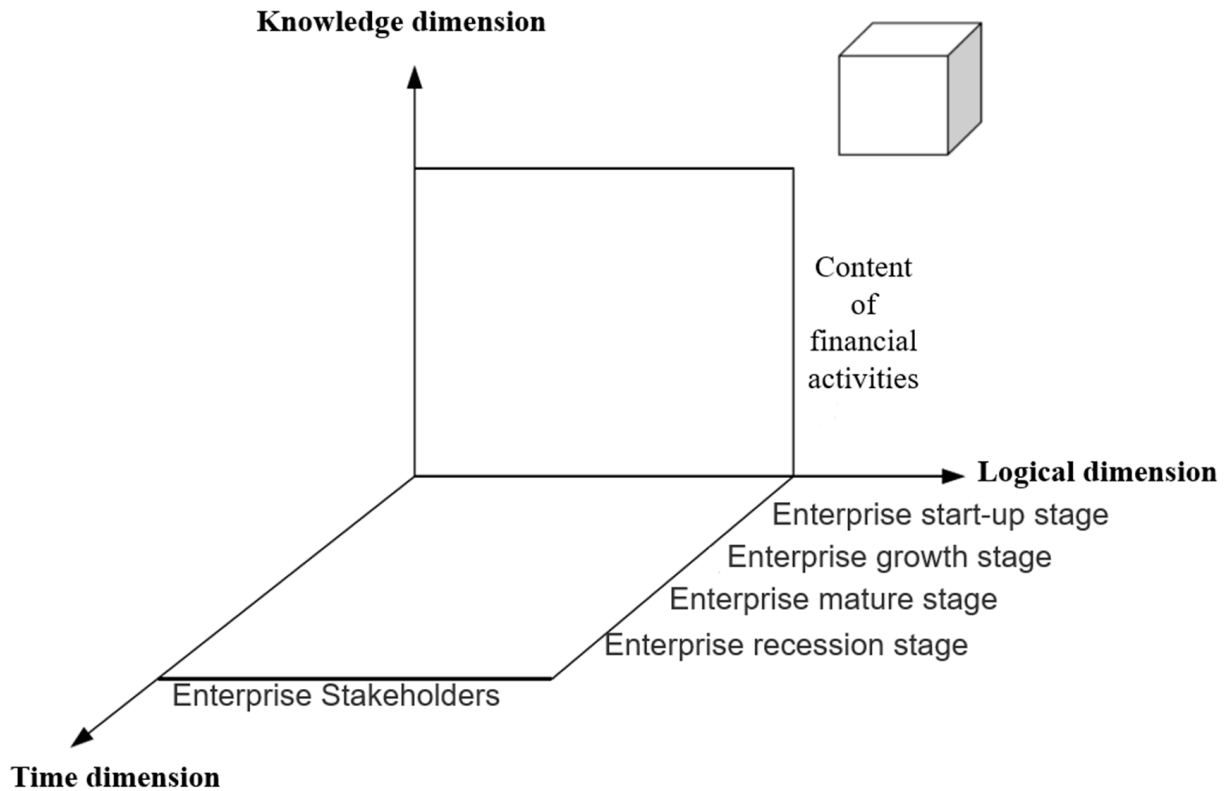 Knowledge dimension
Content
of
financial
activities
Logical dimension
Enterprise start-up stage
Enterprise growth stage
Enterprise mature stage
Enterprise recession stage
Enterprise Stakeholders
Time dimension